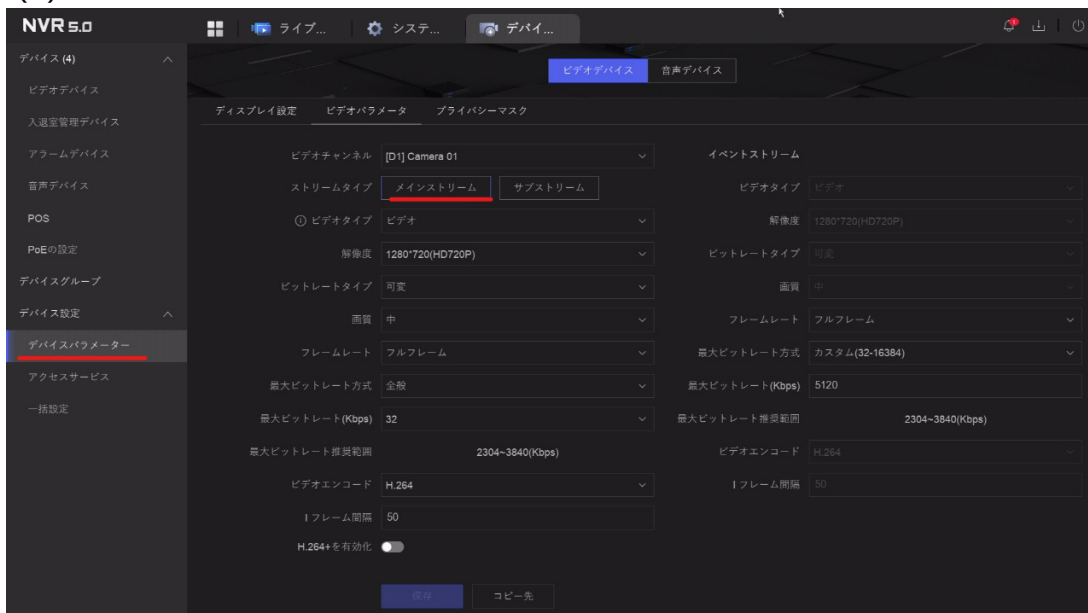 NVR 5.0
ライブ...
システ...
デバイ...
デバイス (4)
ビデオデバイス
入退室管理デバイス
アラームデバイス
音声デバイス
POS
PoEの設定
デバイスグループ
デバイス設定
デバイスパラメーター
アクセスサービス
一括設定
ビデオデバイス 音声デバイス
ディスプレイ設定 ビデオパラメータ プライバシーマスク
ビデオチャンネル [D1] Camera 01
ストリームタイプ メインストリーム サブストリーム
ビデオタイプ ビデオ
解像度 1280*720(HD720P)
ビットレートタイプ 可変
画質 中
フレームレート フルフレーム
最大ビットレート方式 全般
最大ビットレート(Kbps) 32
最大ビットレート推奨範囲 2304~3840(Kbps)
ビデオエンコード H.264
Iフレーム間隔 50
H.264+を有効化
保存 コピー先
イベントストリーム
ビデオタイプ ビデオ
解像度 1280*720(HD720P)
ビットレートタイプ 可変
画質 中
フレームレート フルフレーム
最大ビットレート方式 カスタム(32-16384)
最大ビットレート(Kbps) 5120
最大ビットレート推奨範囲 2304~3840(Kbps)
ビデオエンコード H.264
Iフレーム間隔 50